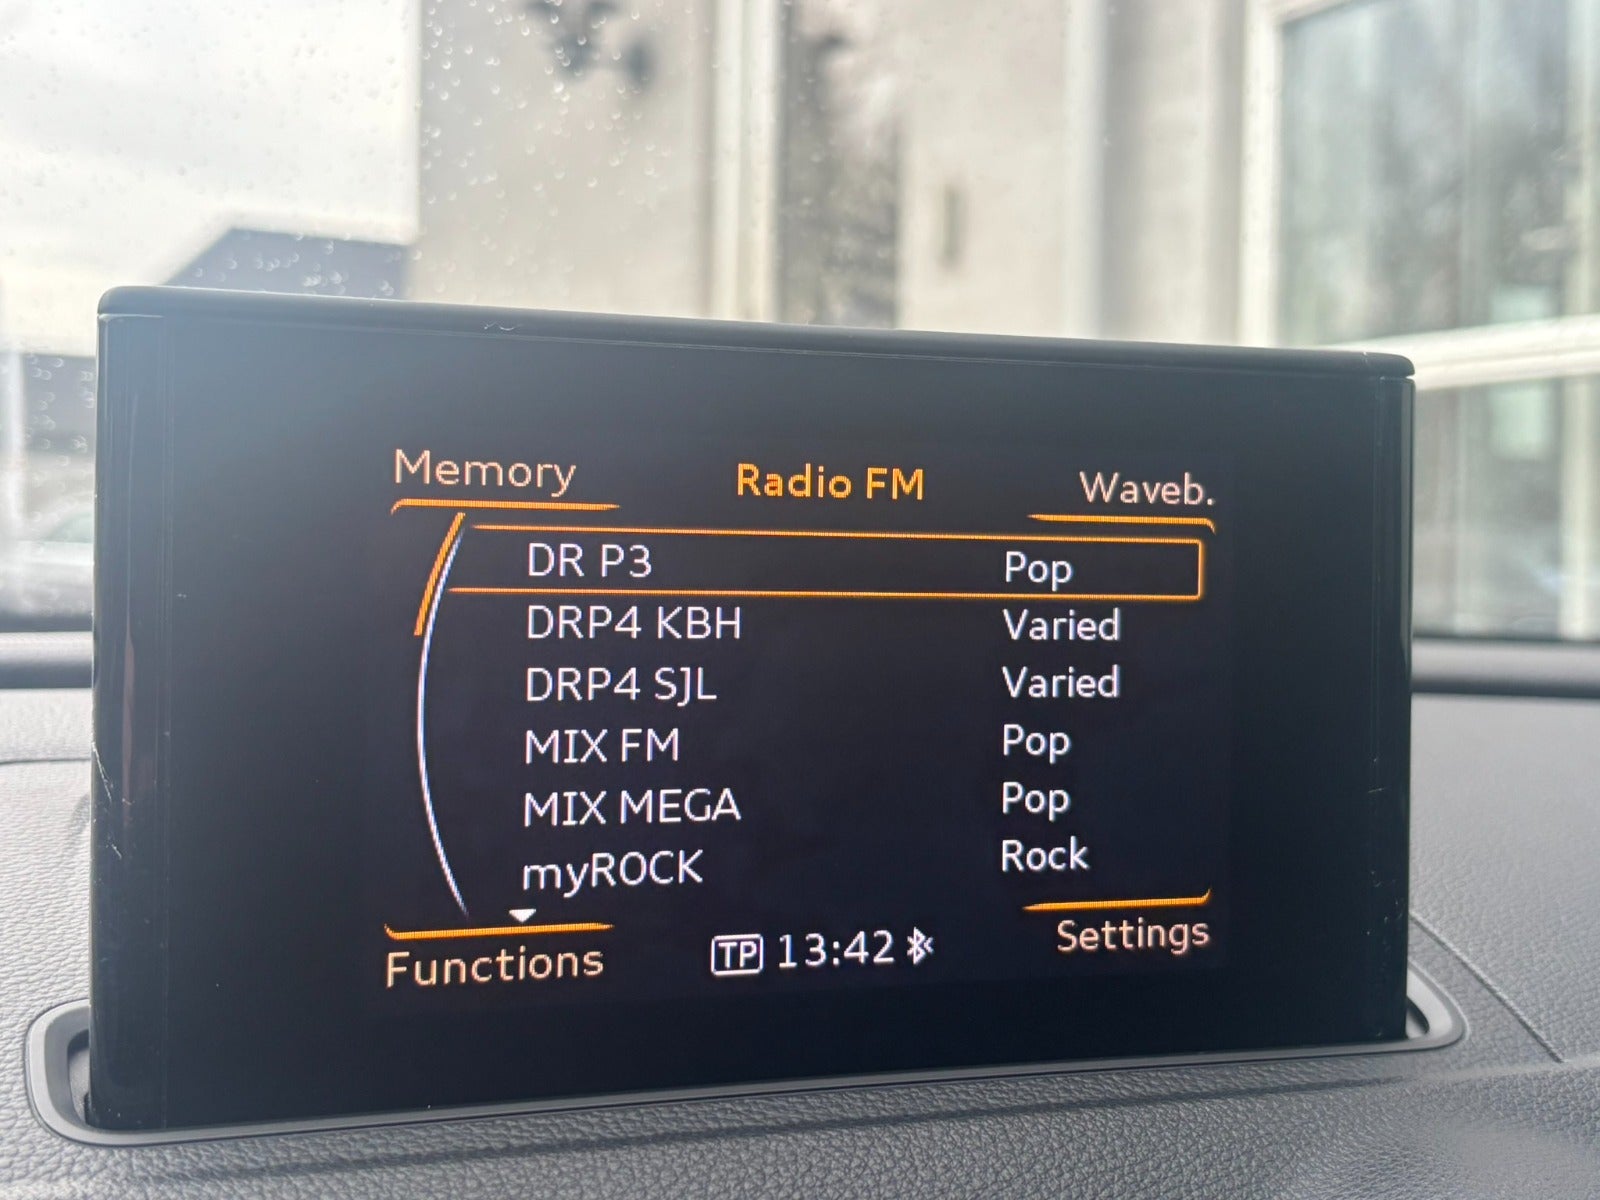 Memory Radio FM Waveb.
DR P3 Pop
DRP4 KBH Varied
DRP4 SJL Varied
MIX FM Pop
MIX MEGA Pop
myROCK Rock
Functions TP 13:42 Settings